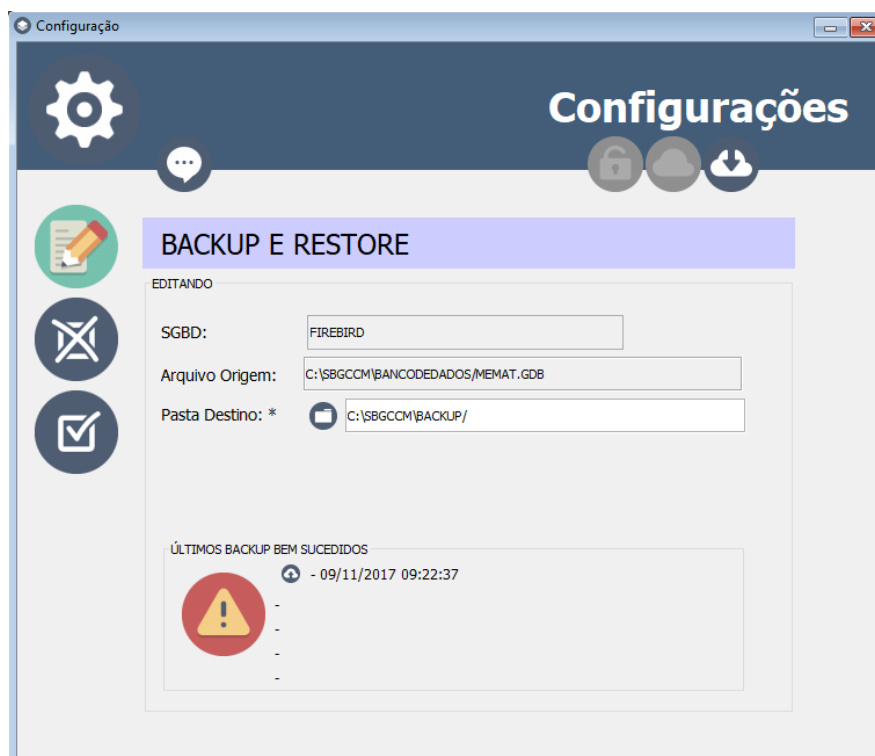 Configuração
Configurações
BACKUP E RESTORE
EDITANDO
SGBD: FIREBIRD
Arquivo Origem: C:\SBGCCM\BANCODEDADOS/MEMAT.GDB
Pasta Destino: * C:\SBGCCM\BACKUP/
ÚLTIMOS BACKUP BEM SUCEDIDOS
- 09/11/2017 09:22:37
-
-
-
-